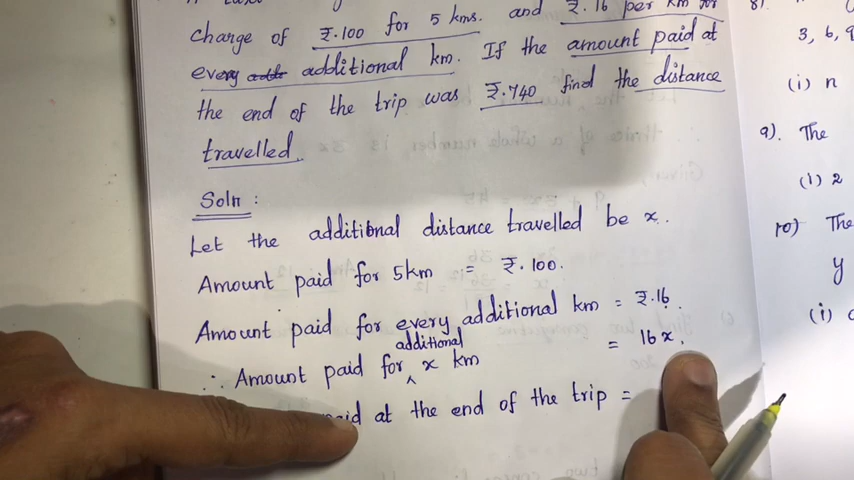 ₹.16 per km for
charge of ₹.100 for 5 kms. and
every additional km. If the amount paid at
the end of the trip was ₹.740 find the distance
travelled.
Soln :
Let the additional distance travelled be x.
Amount paid for 5km = ₹.100.
Amount paid for every additional km = ₹.16.
∴ Amount paid for additional x km = 16x.
paid at the end of the trip =
8)
3, 6, 9
(i) n
9). The
(i) 2
10) The
y
(i)